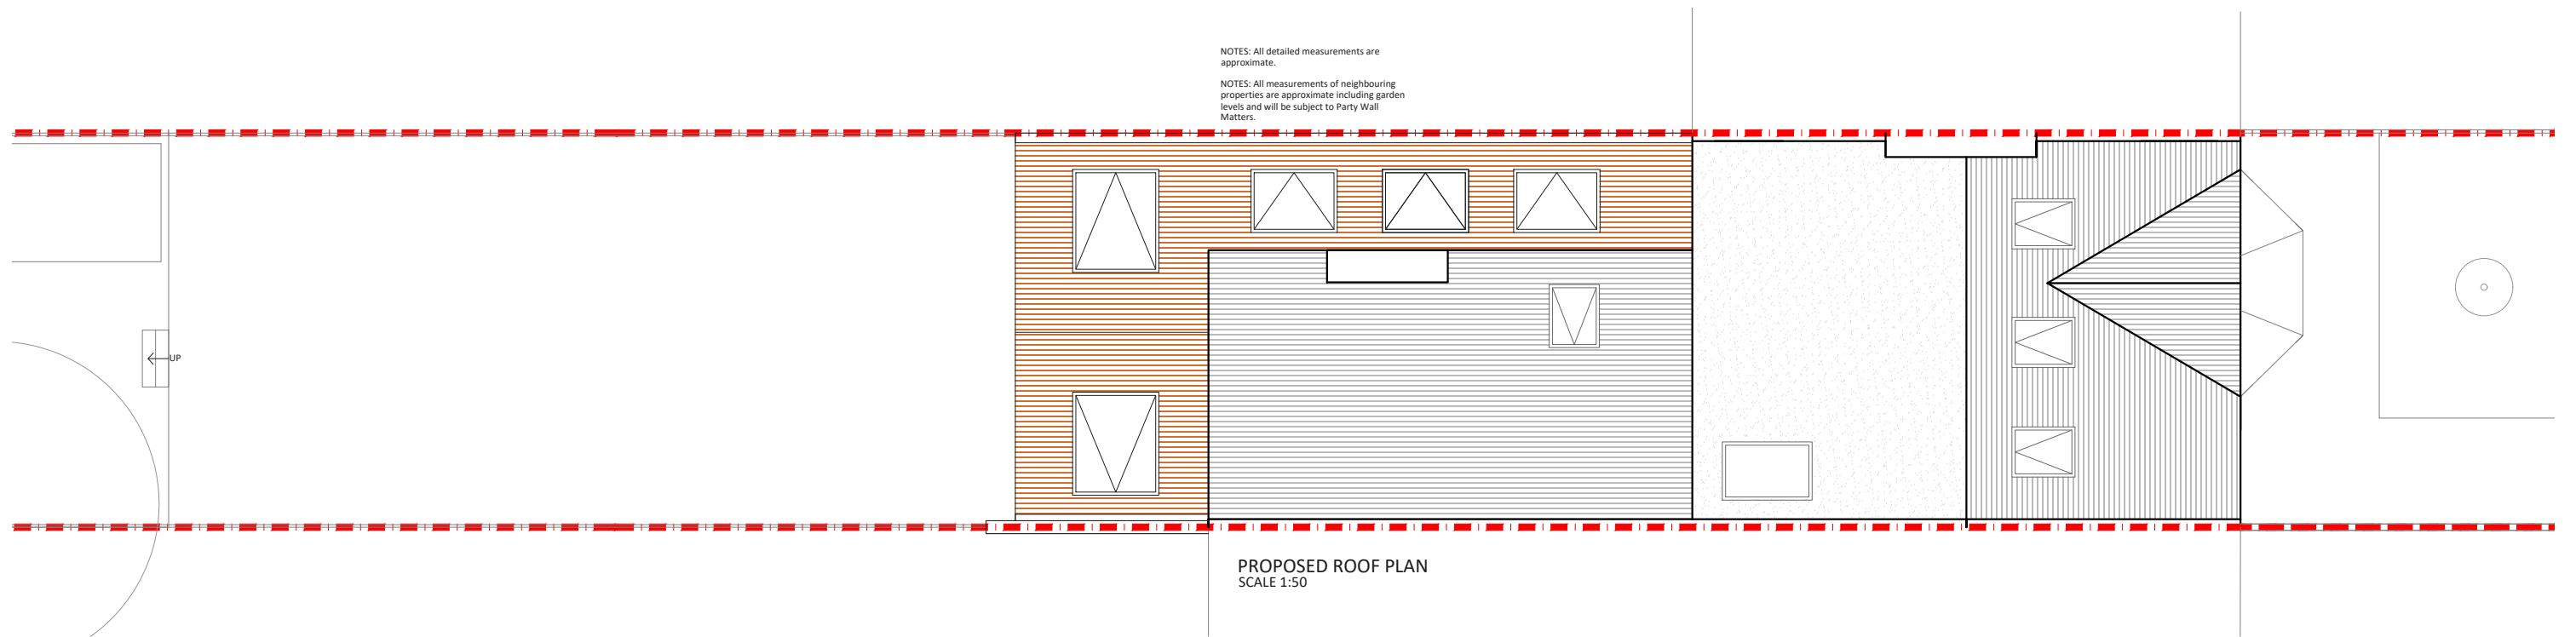 NOTES: All detailed measurements are
approximate.
NOTES: All measurements of neighbouring
properties are approximate including garden
levels and will be subject to Party Wall
Matters.
UP
PROPOSED ROOF PLAN
SCALE 1:50